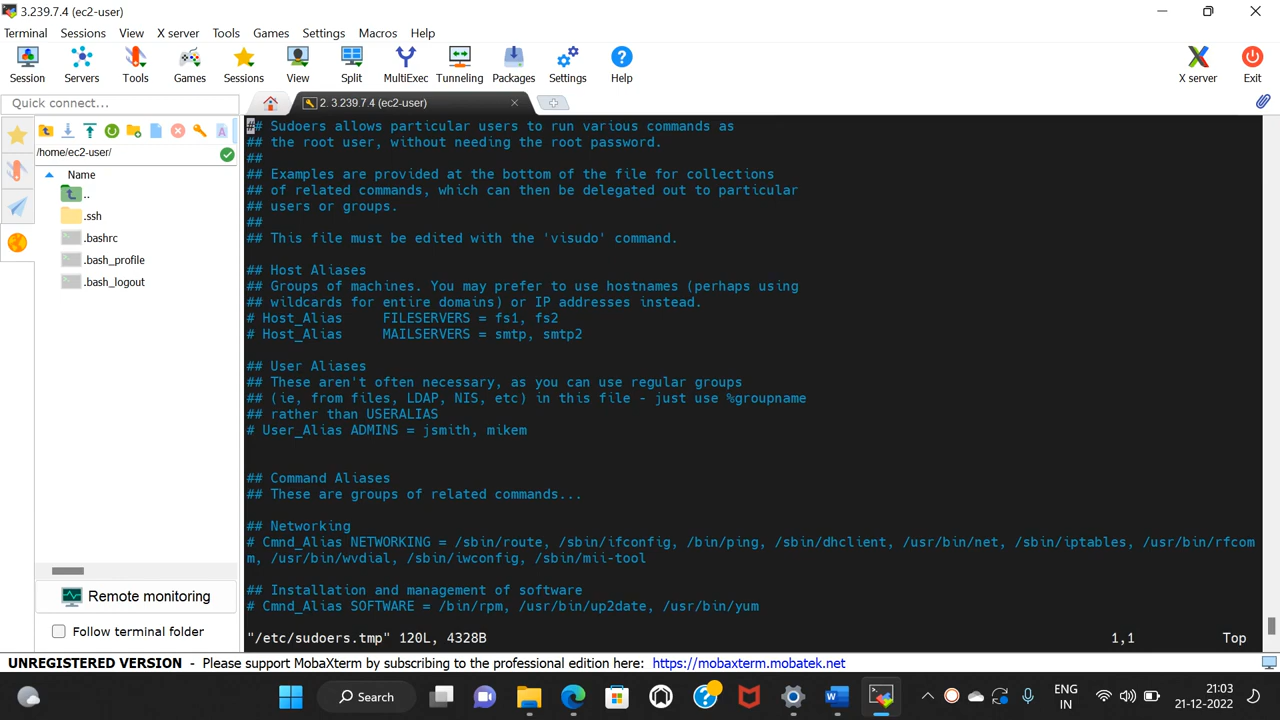 3.239.7.4 (ec2-user)
Terminal Sessions View X server Tools Games Settings Macros Help
Session Servers Tools Games Sessions View Split MultiExec Tunneling Packages Settings Help X server Exit
Quick connect...
2. 3.239.7.4 (ec2-user)
/home/ec2-user/
Name
..
.ssh
.bashrc
.bash_profile
.bash_logout
Remote monitoring
Follow terminal folder
## Sudoers allows particular users to run various commands as
## the root user, without needing the root password.
##
## Examples are provided at the bottom of the file for collections
## of related commands, which can then be delegated out to particular
## users or groups.
##
## This file must be edited with the 'visudo' command.
## Host Aliases
## Groups of machines. You may prefer to use hostnames (perhaps using
## wildcards for entire domains) or IP addresses instead.
# Host_Alias     FILESERVERS = fs1, fs2
# Host_Alias     MAILSERVERS = smtp, smtp2
## User Aliases
## These aren't often necessary, as you can use regular groups
## (ie, from files, LDAP, NIS, etc) in this file - just use %groupname
## rather than USERALIAS
# User_Alias ADMINS = jsmith, mikem
## Command Aliases
## These are groups of related commands...
## Networking
# Cmnd_Alias NETWORKING = /sbin/route, /sbin/ifconfig, /bin/ping, /sbin/dhclient, /usr/bin/net, /sbin/iptables, /usr/bin/rfcom
m, /usr/bin/wvdial, /sbin/iwconfig, /sbin/mii-tool
## Installation and management of software
# Cmnd_Alias SOFTWARE = /bin/rpm, /usr/bin/up2date, /usr/bin/yum
"/etc/sudoers.tmp" 120L, 4328B 1,1 Top
UNREGISTERED VERSION - Please support MobaXterm by subscribing to the professional edition here: https://mobaxterm.mobatek.net
Search
ENG
IN
21:03
21-12-2022